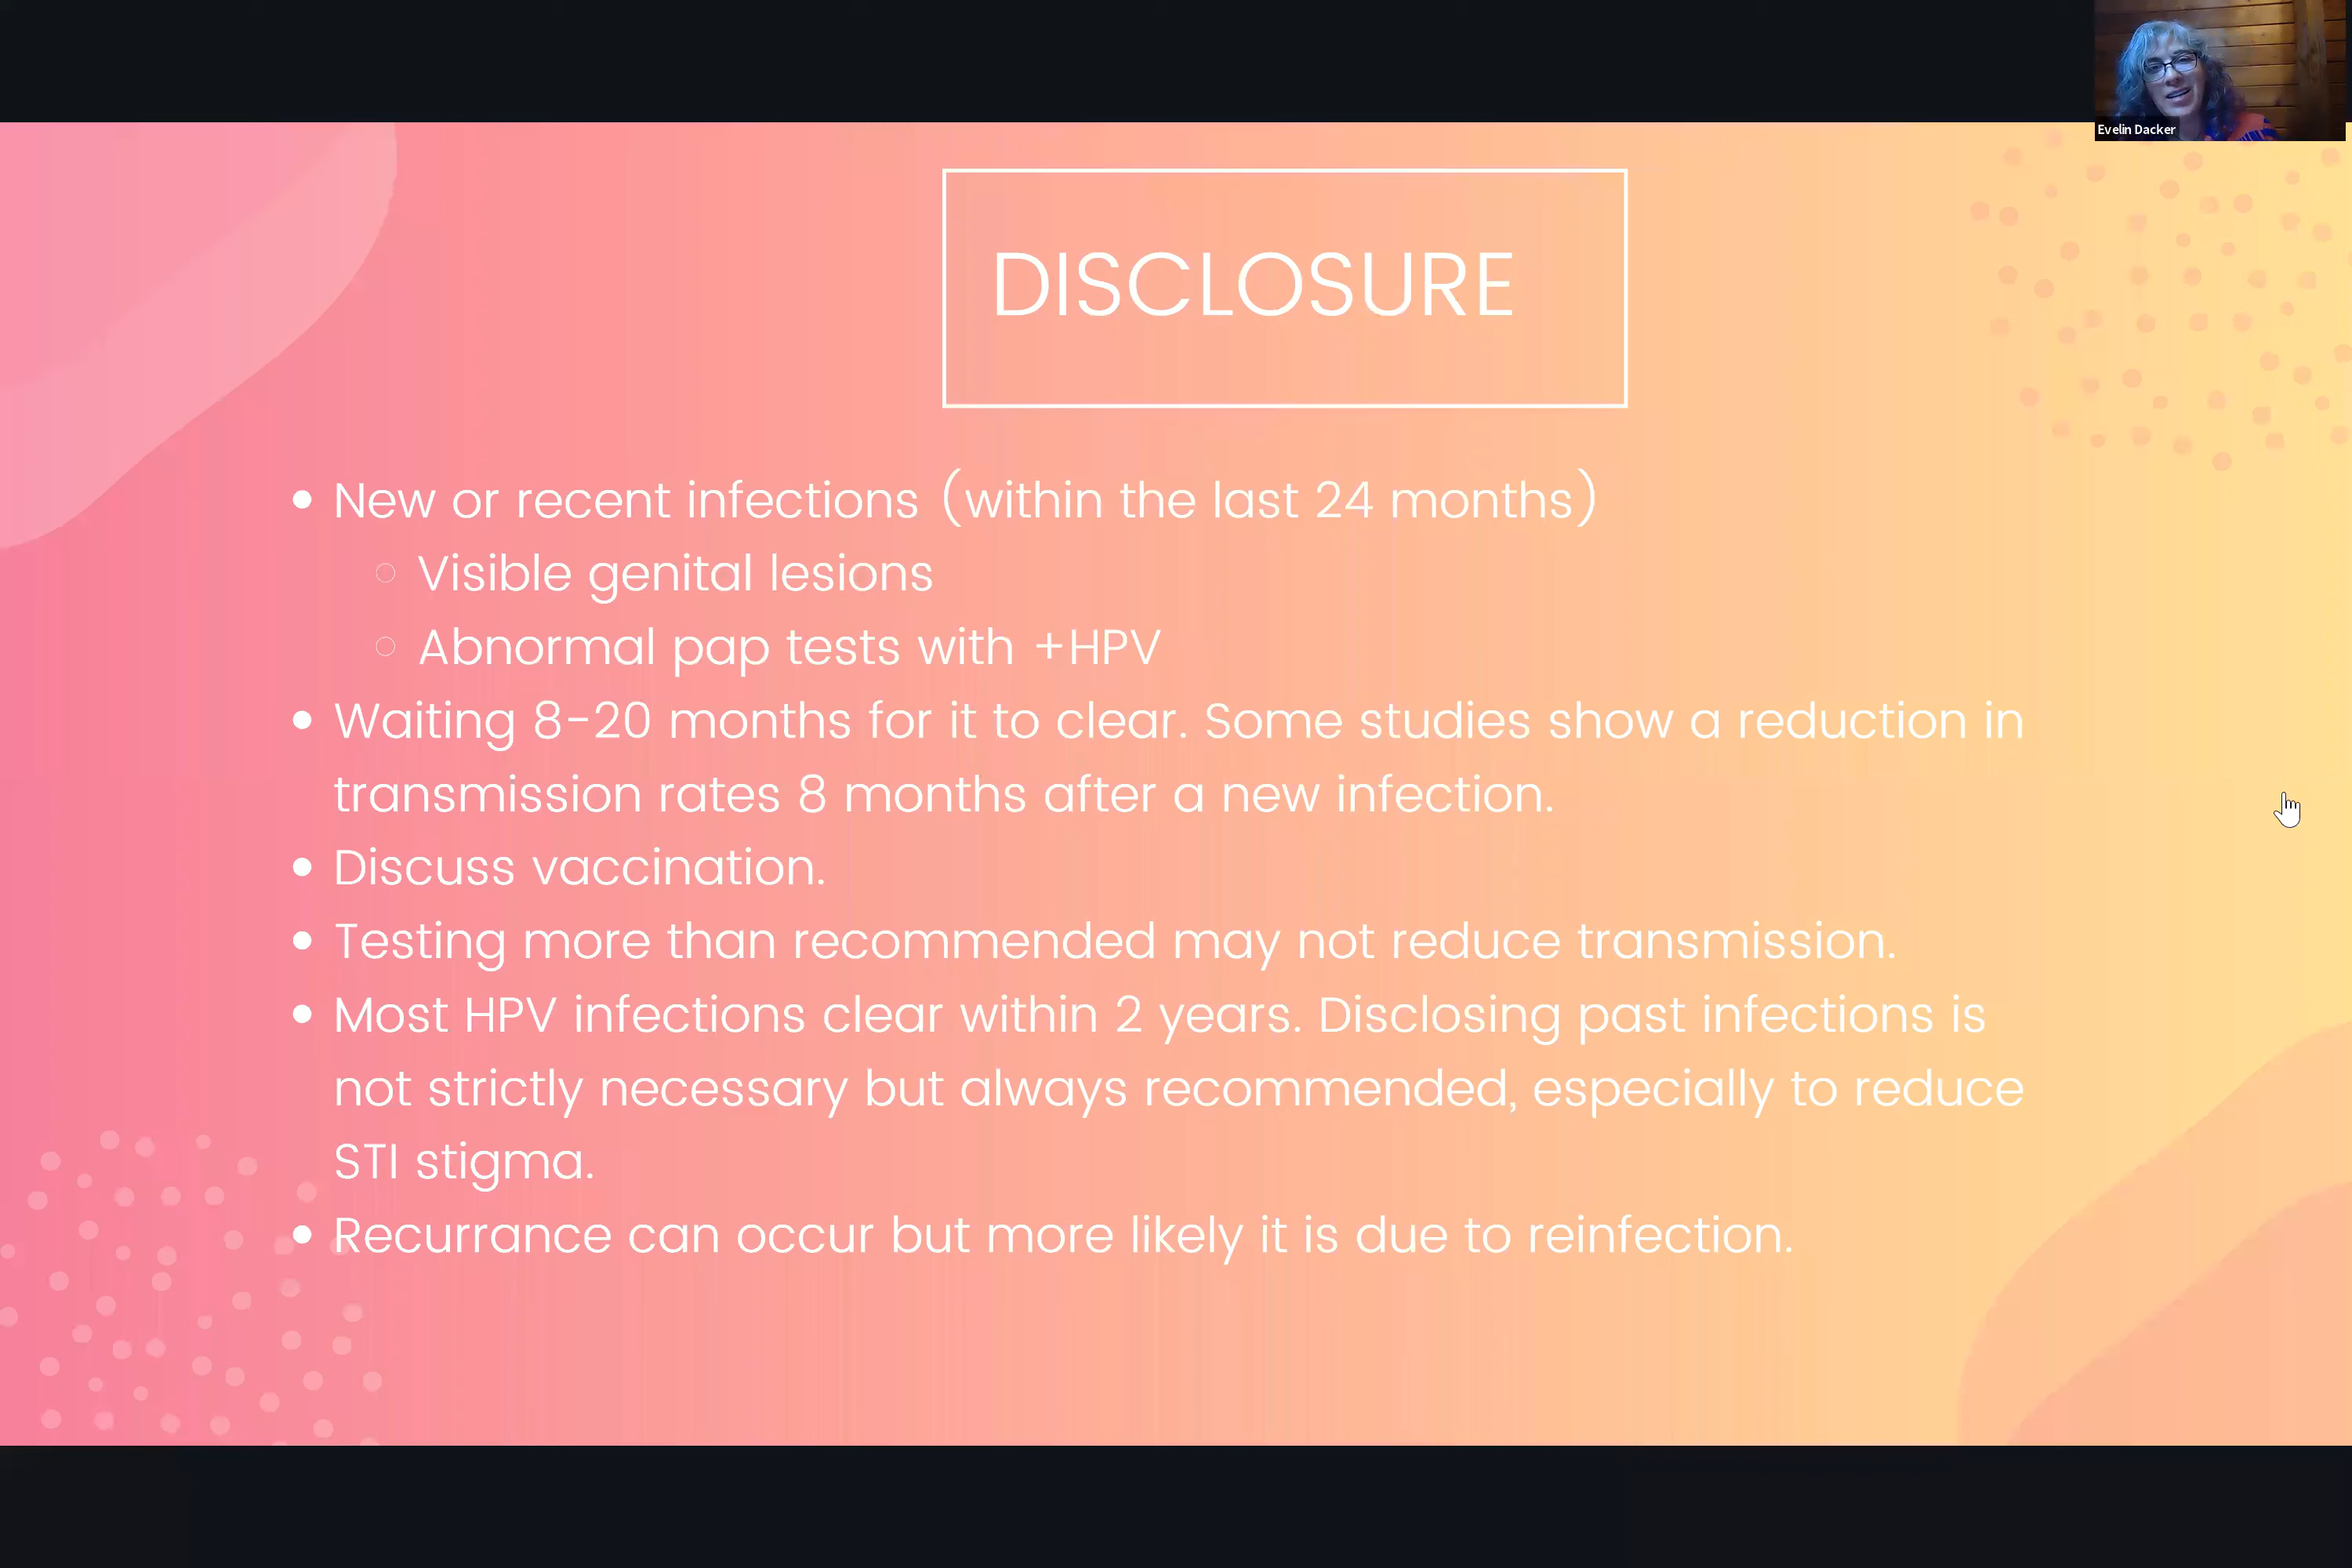 Evelin Dacker
DISCLOSURE
New or recent infections (within the last 24 months)
Visible genital lesions
Abnormal pap tests with +HPV
Waiting 8-20 months for it to clear. Some studies show a reduction in
transmission rates 8 months after a new infection.
Discuss vaccination.
Testing more than recommended may not reduce transmission.
Most HPV infections clear within 2 years. Disclosing past infections is
not strictly necessary but always recommended, especially to reduce
STI stigma.
Recurrance can occur but more likely it is due to reinfection.